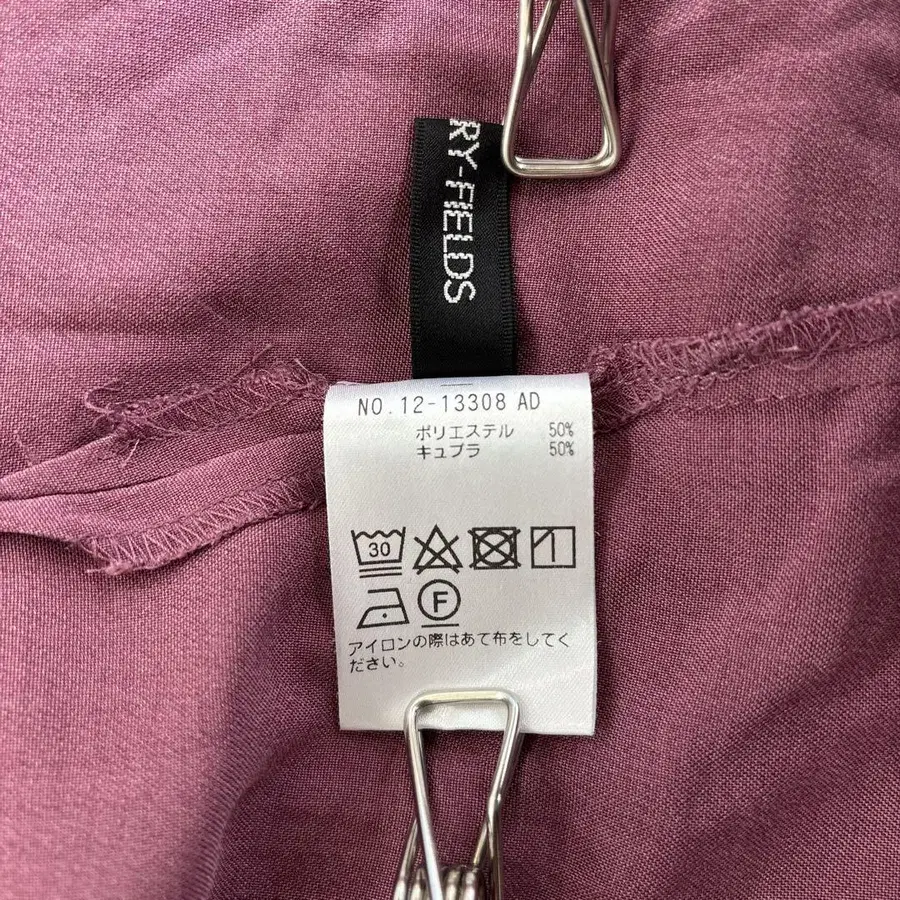 RY-FIELDS
NO.12-13308 AD
ポリエステル 50%
キュプラ 50%
30
F
アイロンの際はあて布をしてく
ださい。